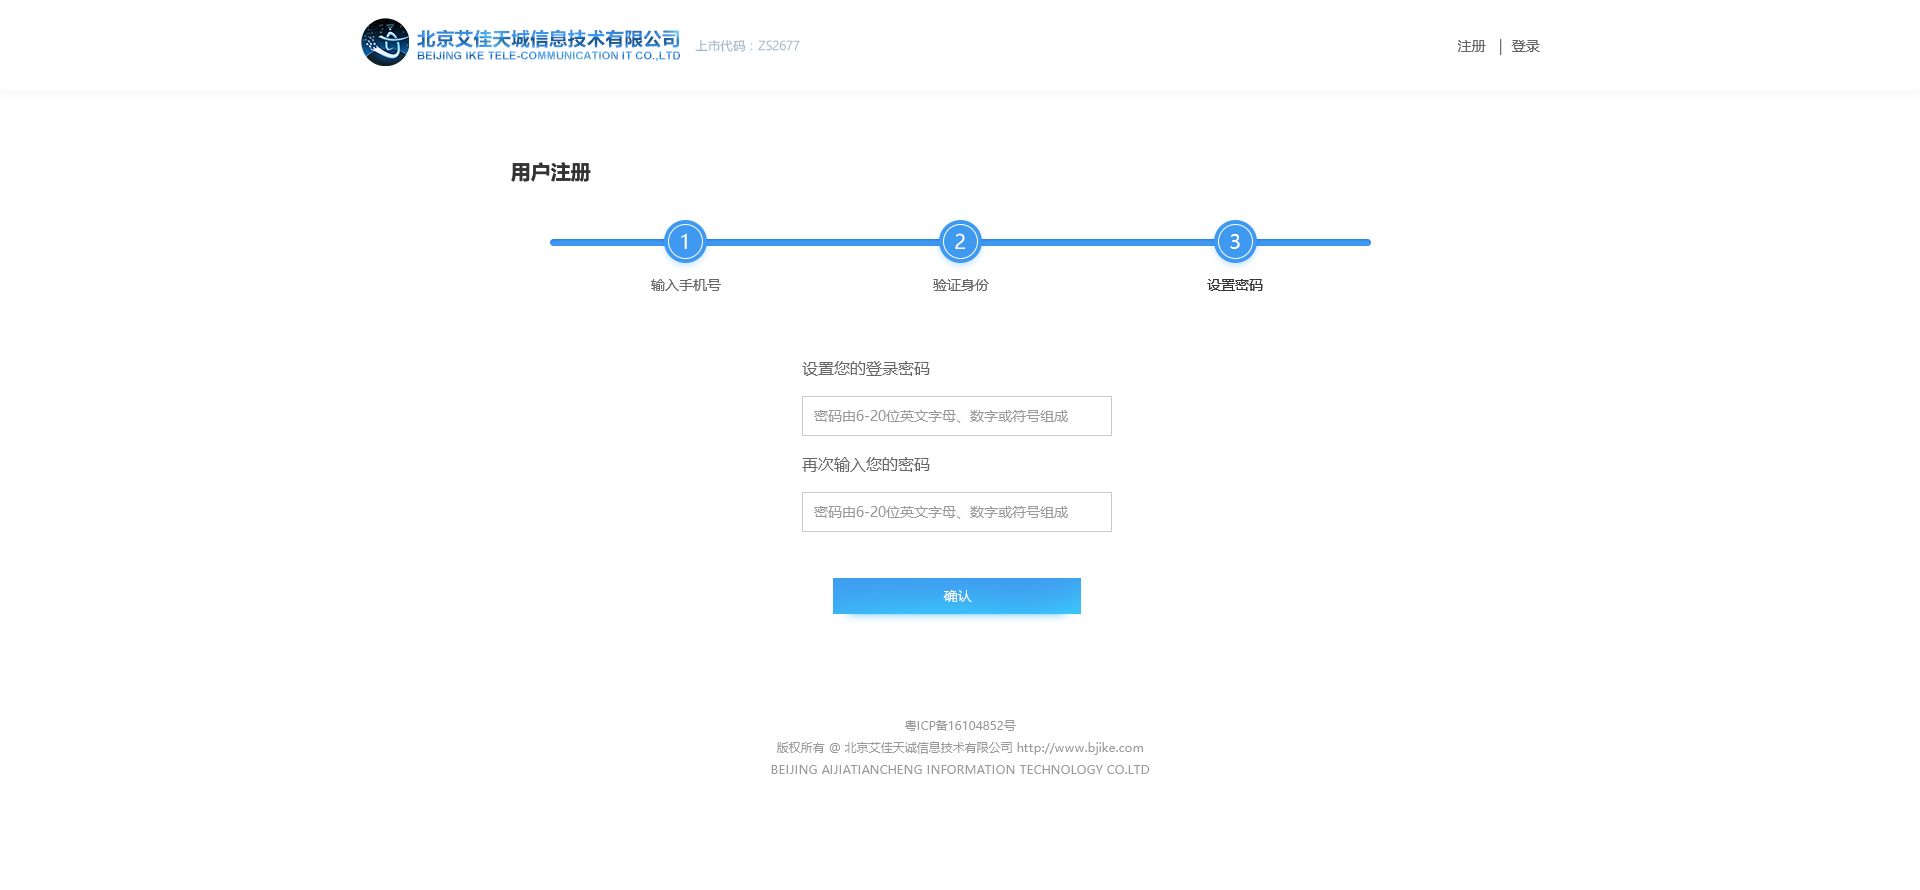 北京艾佳天诚信息技术有限公司
BEIJING IKE TELE-COMMUNICATION IT CO.,LTD
上市代码：ZS2677
注册 | 登录
用户注册
1 2 3
输入手机号 验证身份 设置密码
设置您的登录密码
密码由6-20位英文字母、数字或符号组成
再次输入您的密码
密码由6-20位英文字母、数字或符号组成
确认
粤ICP备16104852号
版权所有 @ 北京艾佳天诚信息技术有限公司 http://www.bjike.com
BEIJING AIJIATIANCHENG INFORMATION TECHNOLOGY CO.LTD